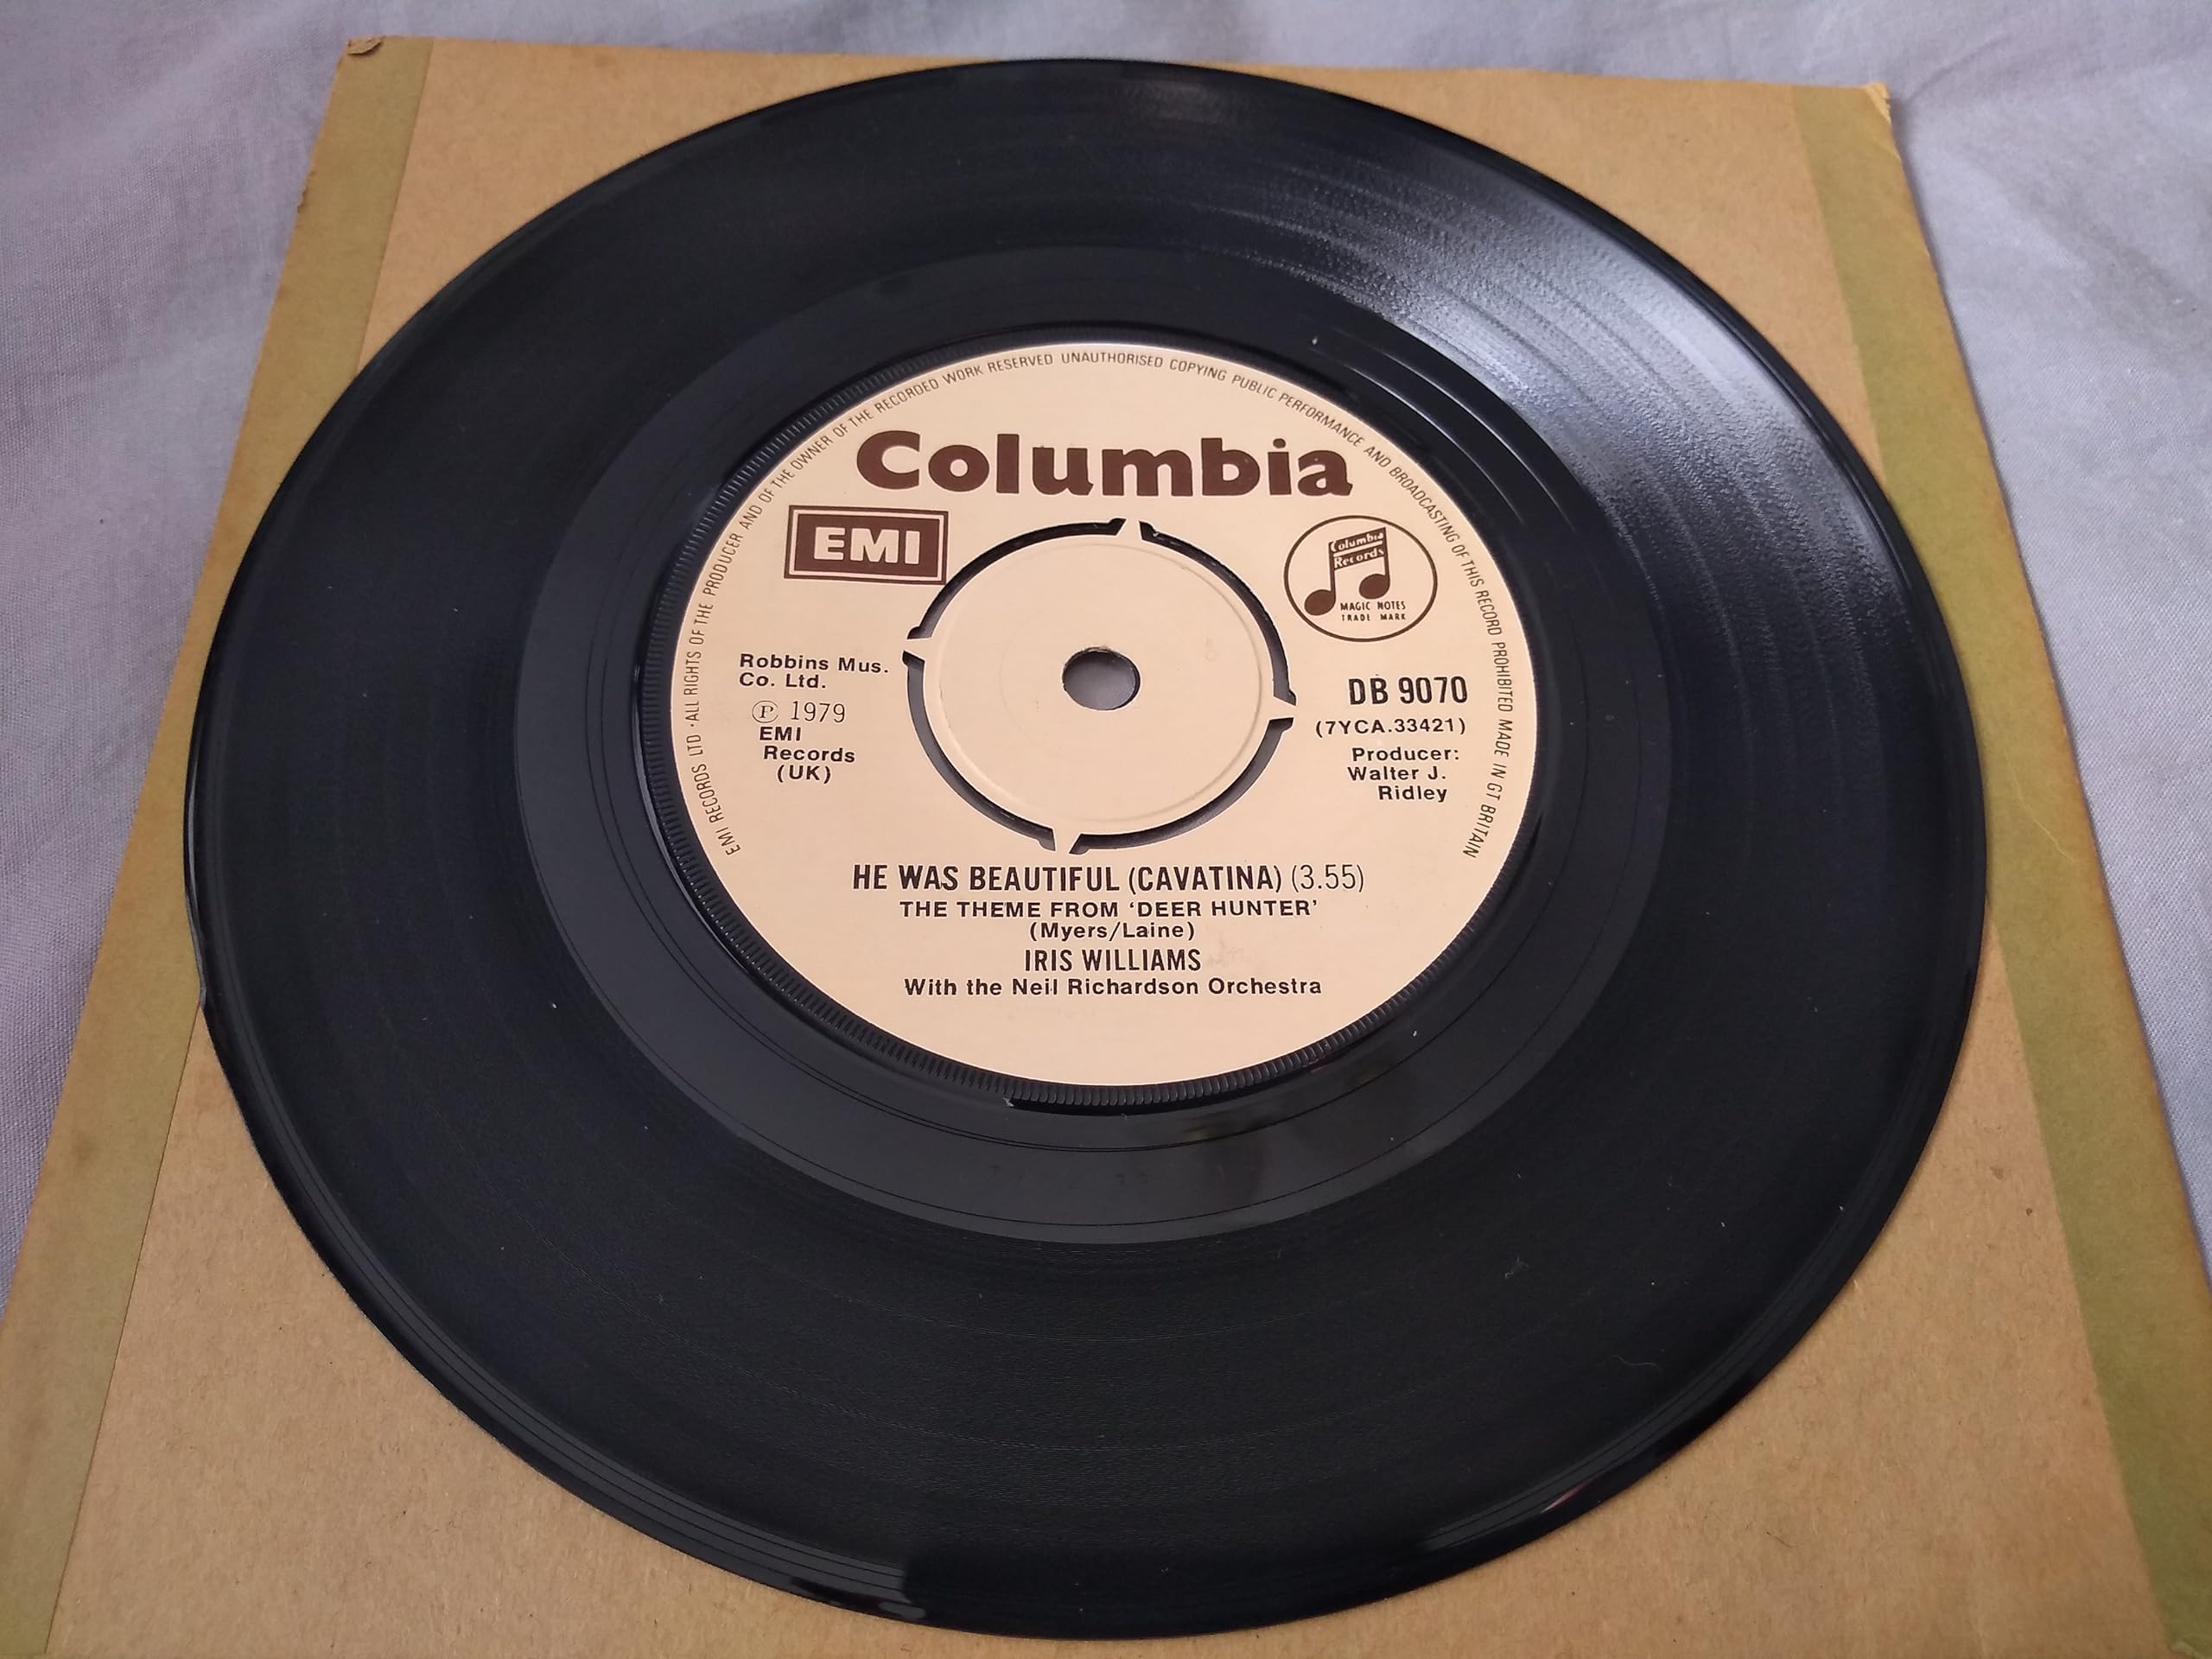 EMI RECORDS LTD · ALL RIGHTS OF THE PRODUCER AND OF THE OWNER OF THE RECORDED WORK RESERVED UNAUTHORISED COPYING PUBLIC PERFORMANCE AND BROADCASTING OF THIS RECORD PROHIBITED MADE IN GT BRITAIN
Columbia
EMI
Columbia
Records
MAGIC NOTES
TRADE MARK
Robbins Mus.
Co. Ltd.
℗ 1979
EMI
Records
(UK)
DB 9070
(7YCA.33421)
Producer:
Walter J.
Ridley
HE WAS BEAUTIFUL (CAVATINA) (3.55)
THE THEME FROM ‘DEER HUNTER’
(Myers/Laine)
IRIS WILLIAMS
With the Neil Richardson Orchestra